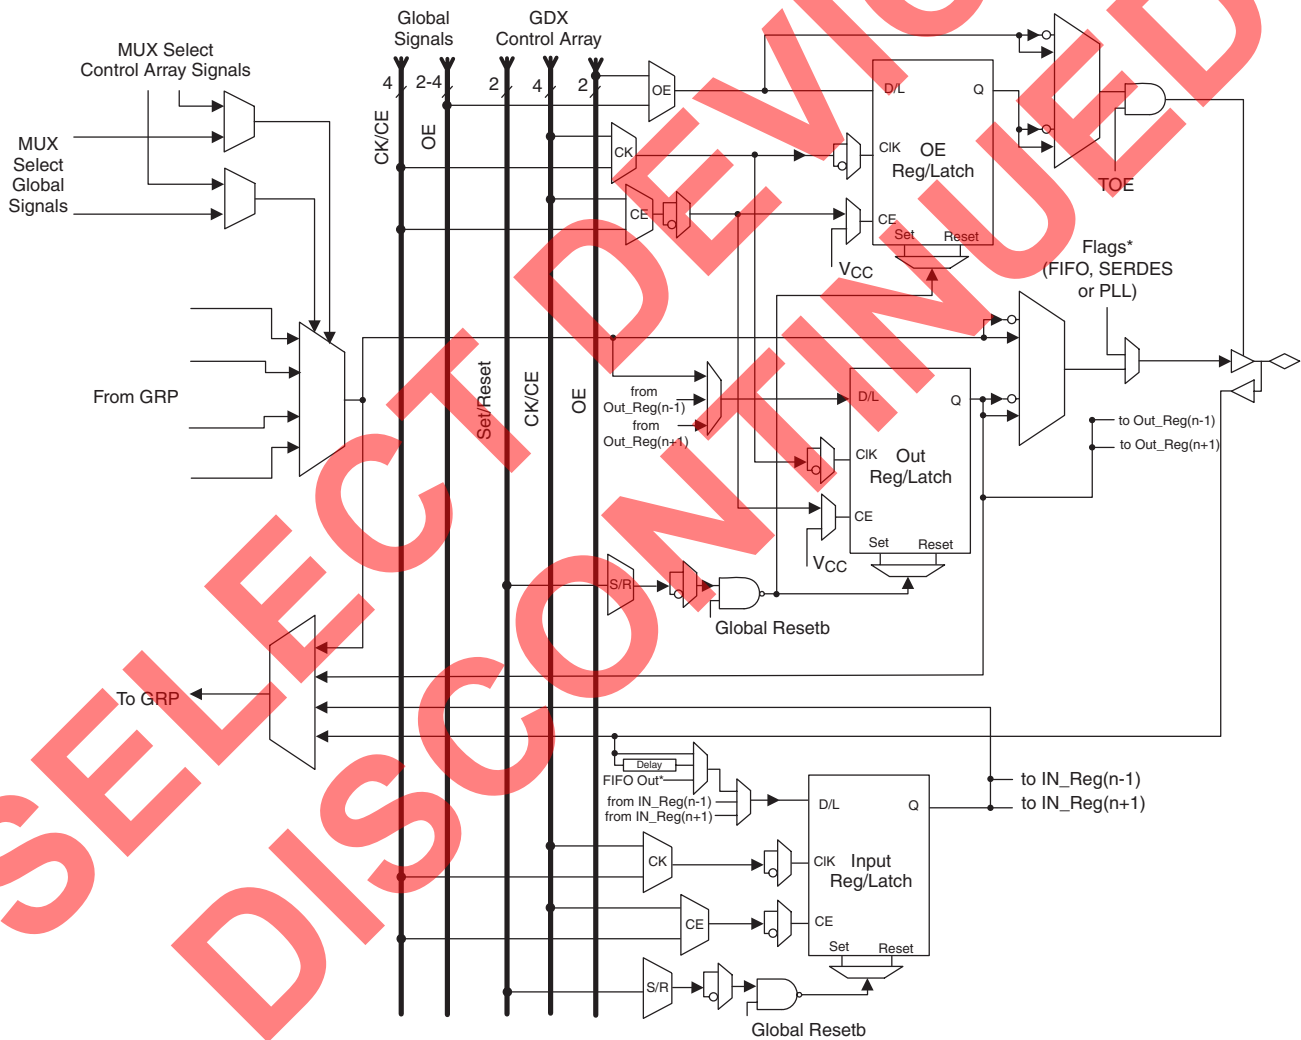 Global
Signals
GDX
Control Array
MUX Select
Control Array Signals
MUX
Select
Global
Signals
4
2-4
2
4
2
CK/CE
OE
Set/Reset
CK/CE
OE
OE
CK
CE
D/L
Q
ClK
OE
Reg/Latch
CE
Set
Reset
VCC
TOE
Flags*
(FIFO, SERDES
or PLL)
From GRP
from
Out_Reg(n-1)
from
Out_Reg(n+1)
D/L
Q
ClK
Out
Reg/Latch
CE
Set
Reset
VCC
to Out_Reg(n-1)
to Out_Reg(n+1)
S/R
Global Resetb
To GRP
Delay
FIFO Out*
from IN_Reg(n-1)
from IN_Reg(n+1)
D/L
Q
to IN_Reg(n-1)
to IN_Reg(n+1)
CK
ClK
Input
Reg/Latch
CE
CE
Set
Reset
S/R
Global Resetb
SELECT DEVICES
DISCONTINUED